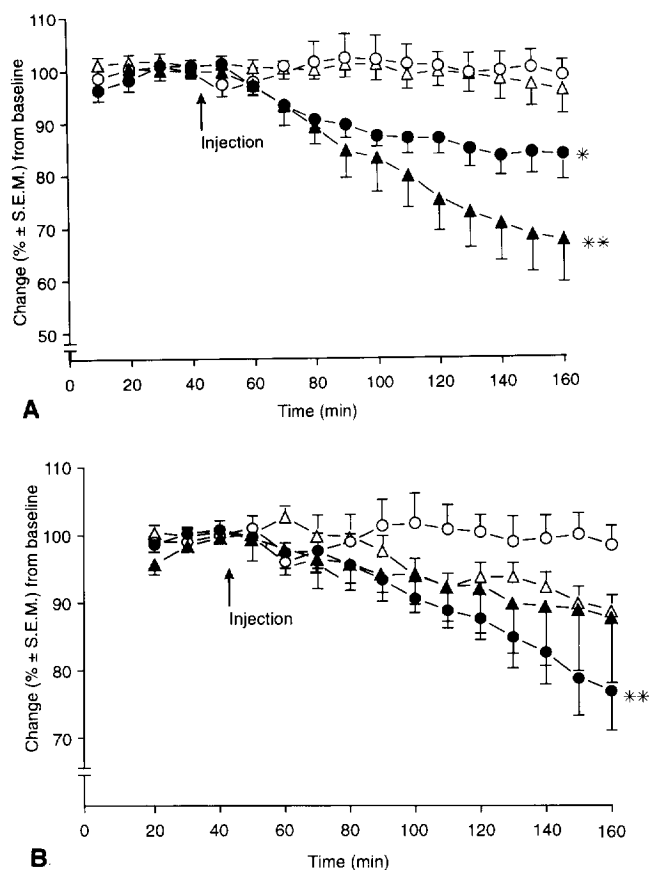 110
100
90
80
70
60
50
Change (% ± S.E.M.) from baseline
Injection
*
**
0 20 40 60 80 100 120 140 160
Time (min)
A
110
100
90
80
70
Change (% ± S.E.M.) from baseline
Injection
**
0 20 40 60 80 100 120 140 160
Time (min)
B